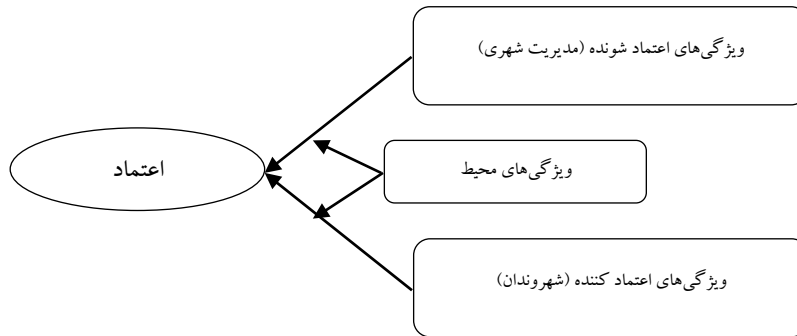 ویژگی‌های اعتماد شونده (مدیریت شهری)
ویژگی‌های محیط
اعتماد
ویژگی‌های اعتماد کننده (شهروندان)